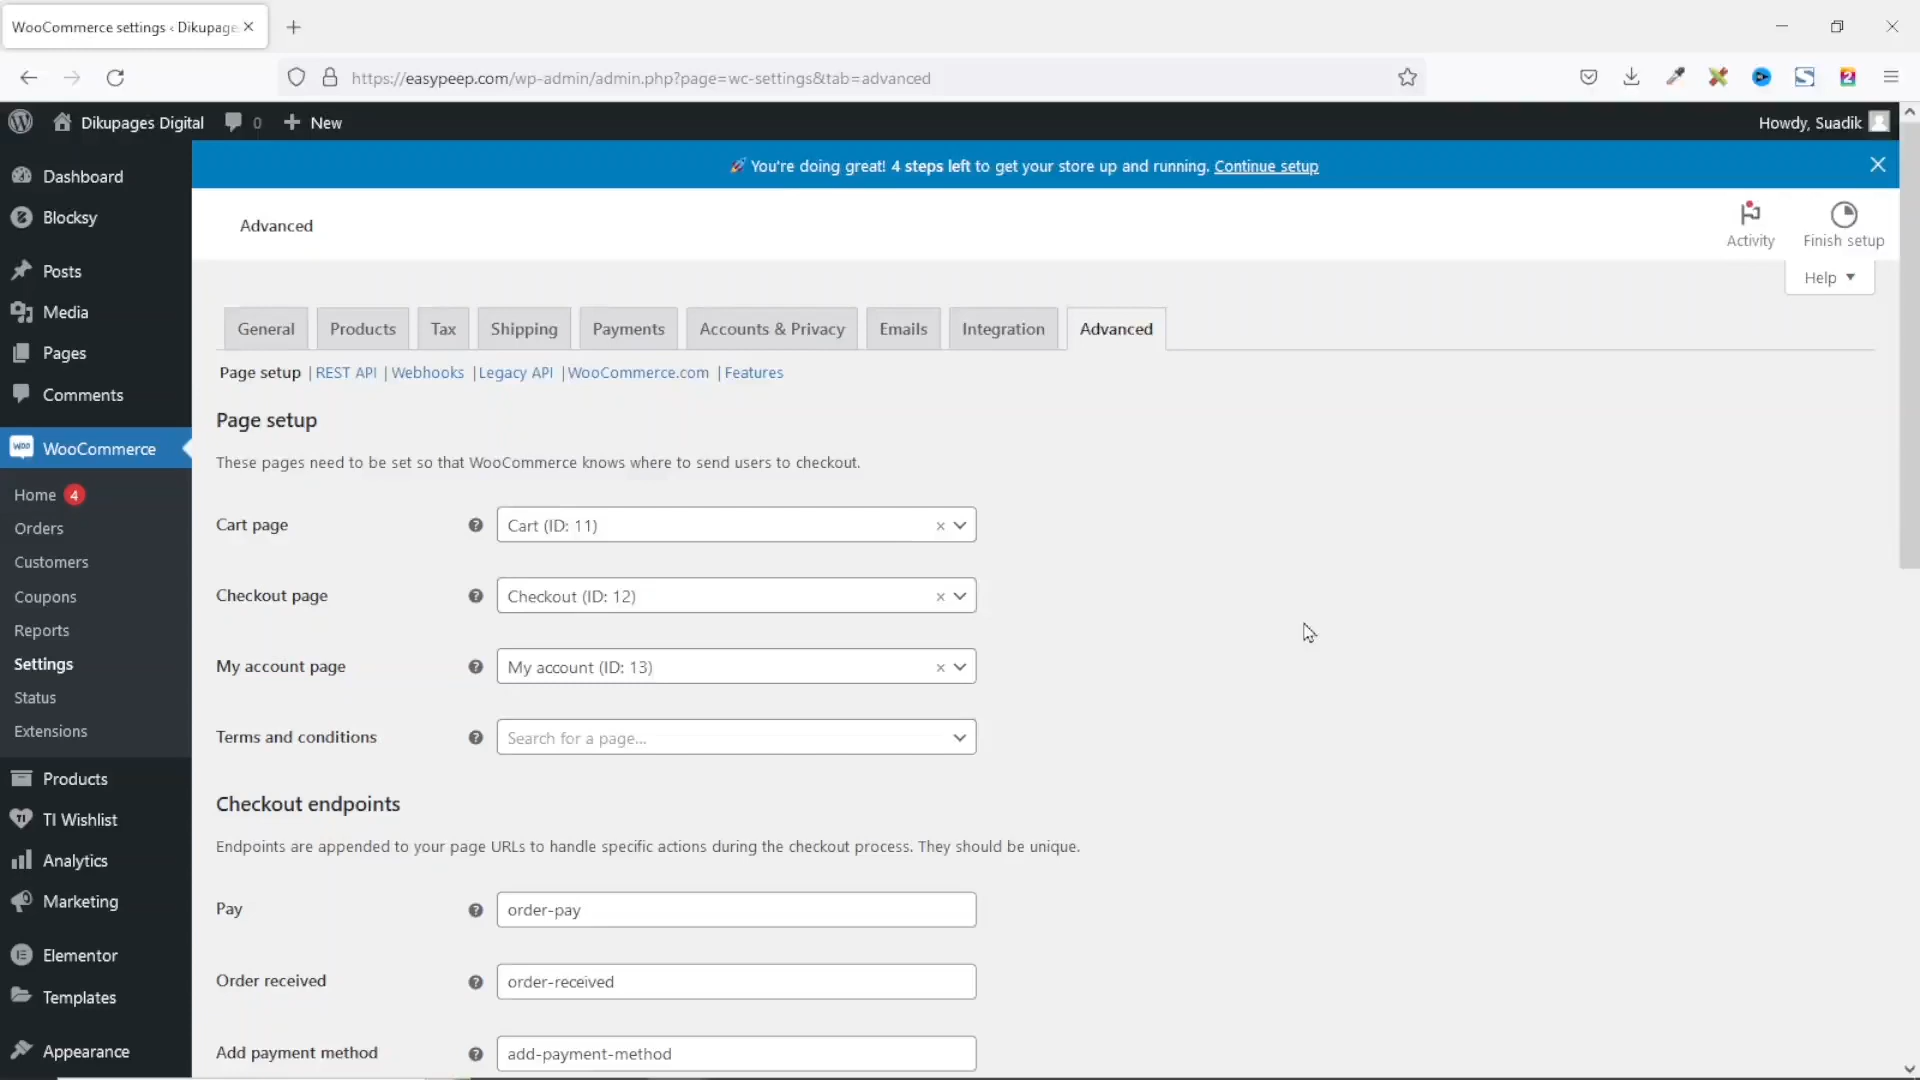 WooCommerce settings ‹ Dikupage
https://easypeep.com/wp-admin/admin.php?page=wc-settings&tab=advanced
Dikupages Digital
0
New
Howdy, Suadik
Dashboard
Blocksy
Posts
Media
Pages
Comments
WooCommerce
Home 4
Orders
Customers
Coupons
Reports
Settings
Status
Extensions
Products
TI Wishlist
Analytics
Marketing
Elementor
Templates
Appearance
🚀 You're doing great! 4 steps left to get your store up and running. Continue setup
Advanced
Activity
Finish setup
Help
General Products Tax Shipping Payments Accounts & Privacy Emails Integration Advanced
Page setup | REST API | Webhooks | Legacy API | WooCommerce.com | Features
Page setup
These pages need to be set so that WooCommerce knows where to send users to checkout.
Cart page
Cart (ID: 11)
Checkout page
Checkout (ID: 12)
My account page
My account (ID: 13)
Terms and conditions
Search for a page...
Checkout endpoints
Endpoints are appended to your page URLs to handle specific actions during the checkout process. They should be unique.
Pay
order-pay
Order received
order-received
Add payment method
add-payment-method